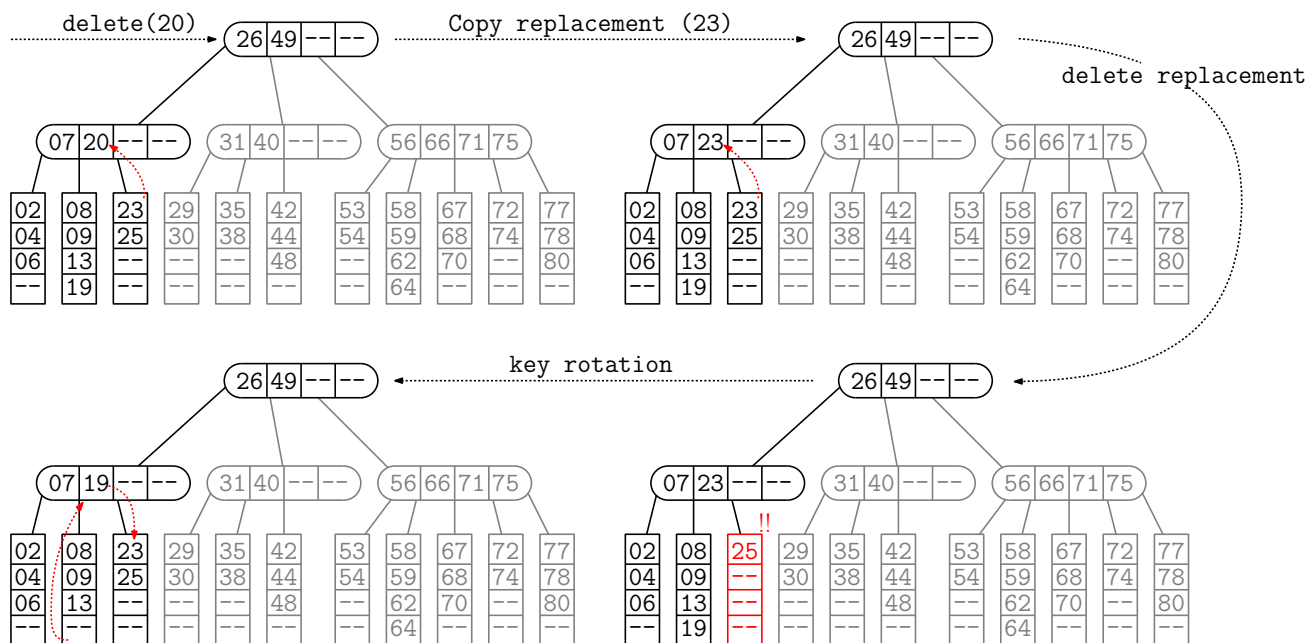 delete(20) Copy replacement (23)
26 49 -- -- 26 49 -- --
delete replacement
07 20 -- -- 31 40 -- -- 56 66 71 75 07 23 -- -- 31 40 -- -- 56 66 71 75
02 08 23 29 35 42 53 58 67 72 77 02 08 23 29 35 42 53 58 67 72 77
04 09 25 30 38 44 54 59 68 74 78 04 09 25 30 38 44 54 59 68 74 78
06 13 -- -- -- 48 -- 62 70 -- 80 06 13 -- -- -- 48 -- 62 70 -- 80
-- 19 -- -- -- -- -- 64 -- -- -- -- 19 -- -- -- -- -- 64 -- -- --
key rotation
26 49 -- -- 26 49 -- --
07 19 -- -- 31 40 -- -- 56 66 71 75 07 23 -- -- 31 40 -- -- 56 66 71 75
!!
02 08 23 29 35 42 53 58 67 72 77 02 08 25 29 35 42 53 58 67 72 77
04 09 25 30 38 44 54 59 68 74 78 04 09 -- 30 38 44 54 59 68 74 78
06 13 -- -- -- 48 -- 62 70 -- 80 06 13 -- -- -- 48 -- 62 70 -- 80
-- -- -- -- -- -- -- 64 -- -- -- -- 19 -- -- -- -- -- 64 -- -- --